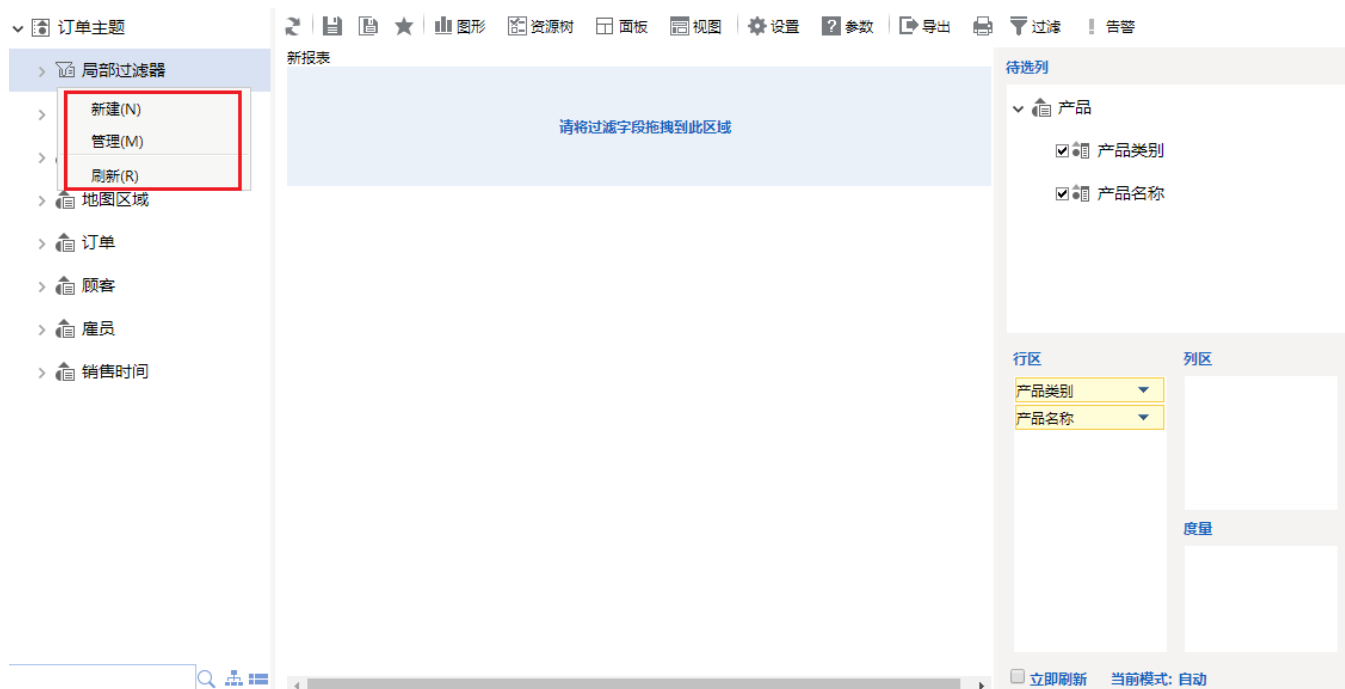 订单主题
局部过滤器
新建(N)
管理(M)
刷新(R)
地图区域
订单
顾客
雇员
销售时间
图形 资源树 面板 视图 设置 参数 导出 过滤 告警
新报表
请将过滤字段拖拽到此区域
待选列
产品
产品类别
产品名称
行区
产品类别
产品名称
列区
度量
立即刷新 当前模式: 自动